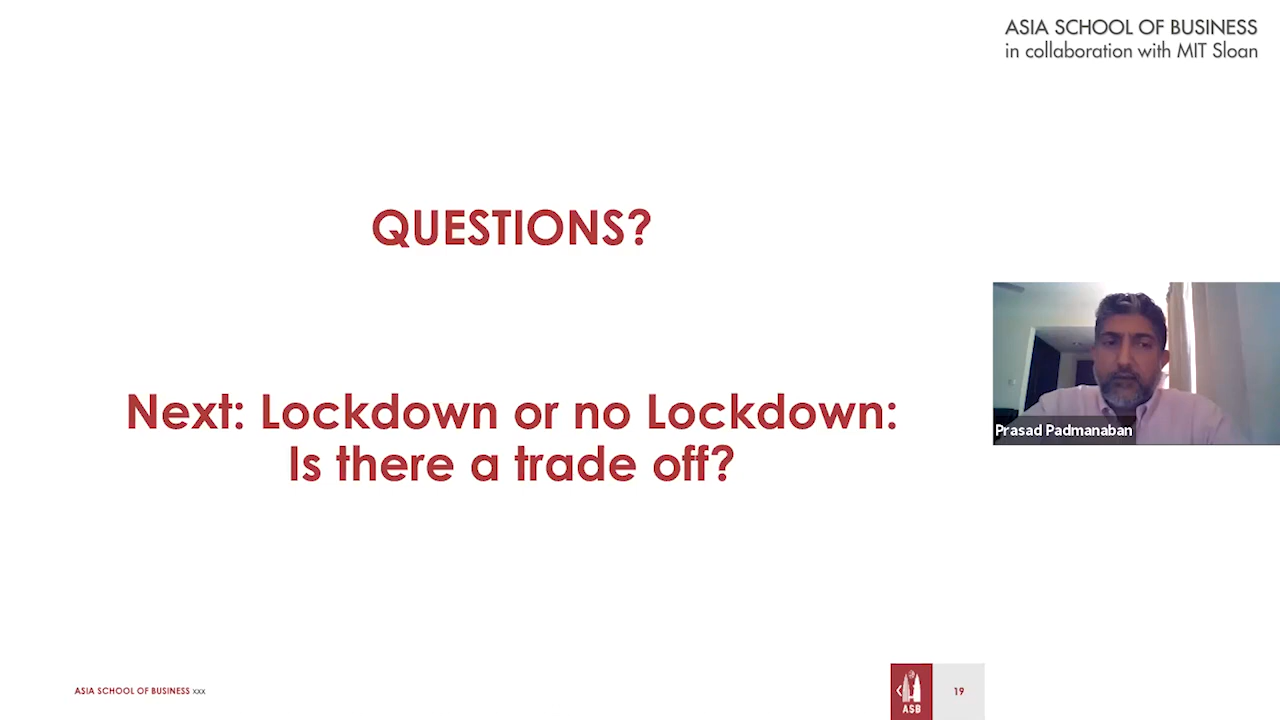 ASIA SCHOOL OF BUSINESS
in collaboration with MIT Sloan
QUESTIONS?
Next: Lockdown or no Lockdown:
Is there a trade off?
Prasad Padmanaban
ASIA SCHOOL OF BUSINESS xxx
ASB
19